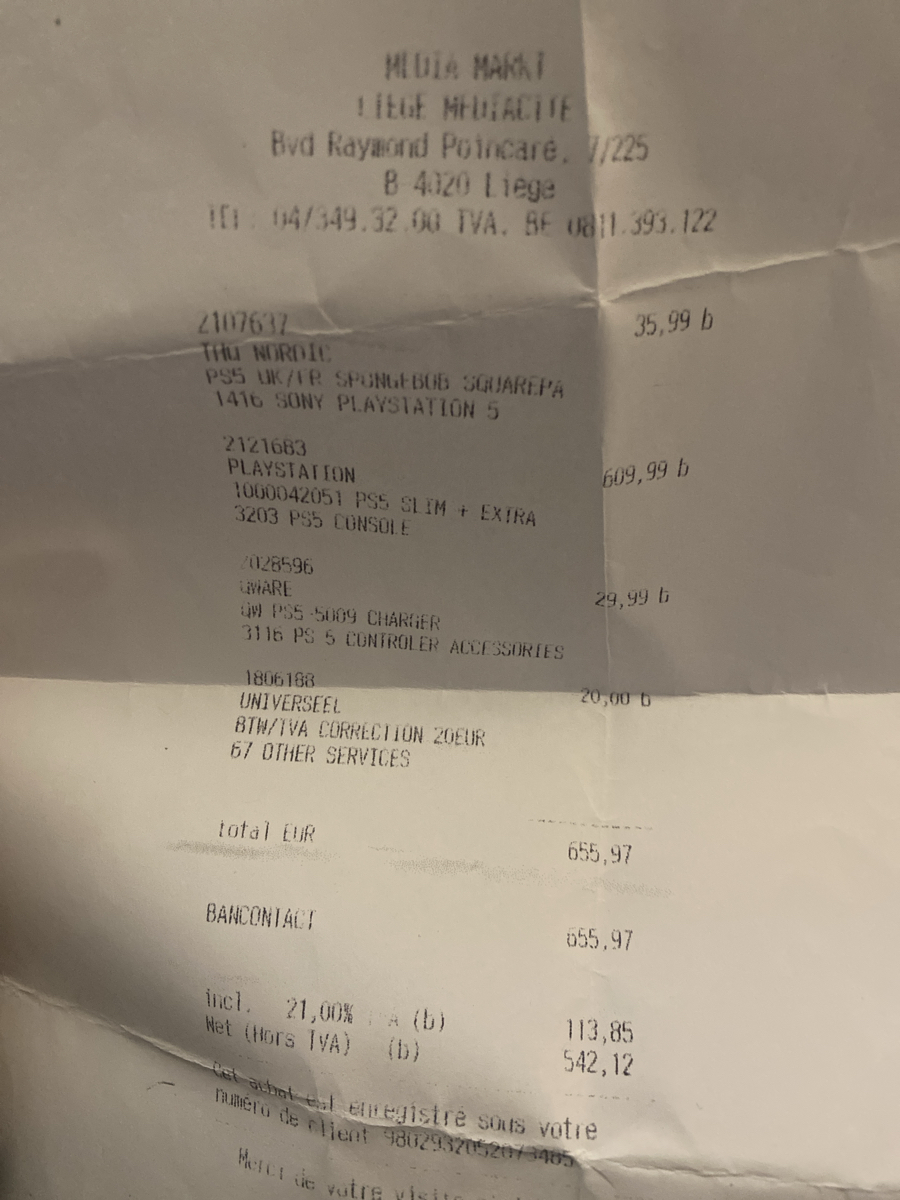 MEDIA MARKT
LIEGE MEDIACITE
Bvd Raymond Poincaré, 7/225
B-4020 Liège
Tél: 04/349.32.00 TVA. BE 0811.393.122
2107637 35,99 b
THQ NORDIC
PS5 UK/FR SPONGEBOB SQUAREPA
1416 SONY PLAYSTATION 5
2121683
PLAYSTATION 609,99 b
1000042051 PS5 SLIM + EXTRA
3203 PS5 CONSOLE
2028596
QWARE 29,99 b
QW PS5-5009 CHARGER
3116 PS 5 CONTROLER ACCESSORIES
1806188
UNIVERSEEL 20,00 b
BTW/TVA CORRECTION 20EUR
67 OTHER SERVICES
total EUR 655,97
BANCONTACT 655,97
incl. 21,00% (b) 113,85
Net (Hors TVA) (b) 542,12
Cet achat est enregistré sous votre
numéro de client
Merci de votre visite